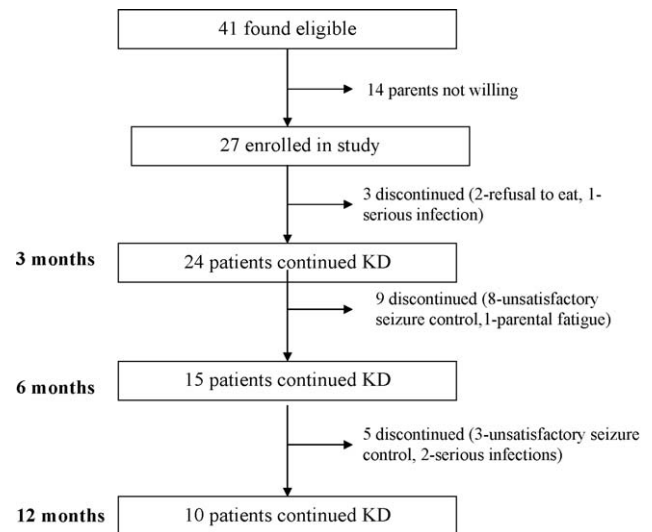 41 found eligible
14 parents not willing
27 enrolled in study
3 discontinued (2-refusal to eat, 1-
serious infection)
3 months
24 patients continued KD
9 discontinued (8-unsatisfactory
seizure control,1-parental fatigue)
6 months
15 patients continued KD
5 discontinued (3-unsatisfactory seizure
control, 2-serious infections)
12 months
10 patients continued KD